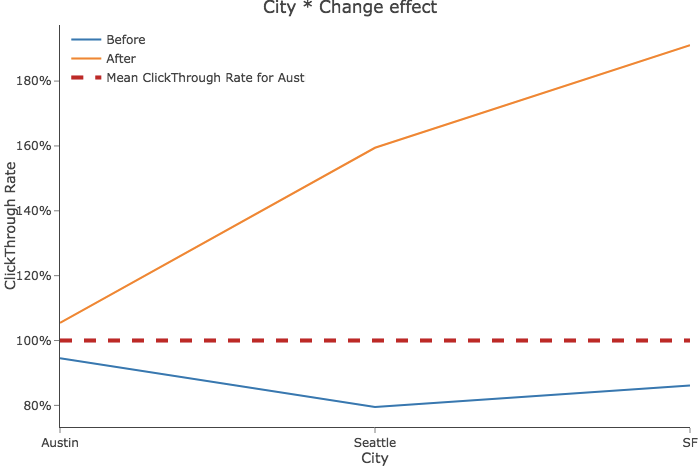 City * Change effect
Before
After
Mean ClickThrough Rate for Aust
ClickThrough Rate
180%
160%
140%
120%
100%
80%
Austin
Seattle
SF
City